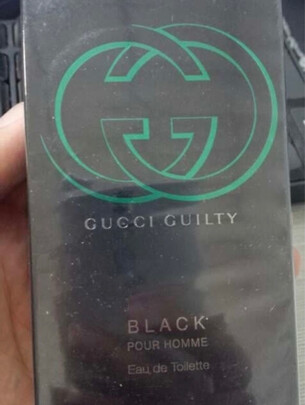 GUCCI GUILTY
BLACK
POUR HOMME
Eau de Toilette